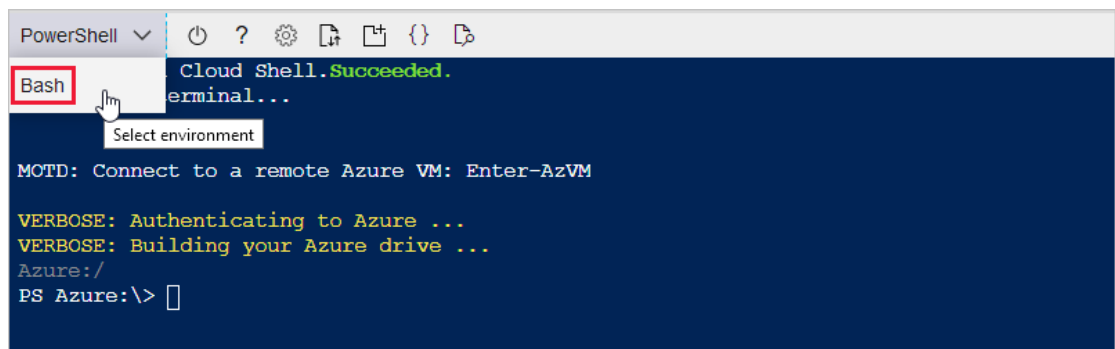 PowerShell
?
{}
Bash
Cloud Shell.Succeeded.
erminal...
Select environment
MOTD: Connect to a remote Azure VM: Enter-AzVM
VERBOSE: Authenticating to Azure ...
VERBOSE: Building your Azure drive ...
Azure:/
PS Azure:\>